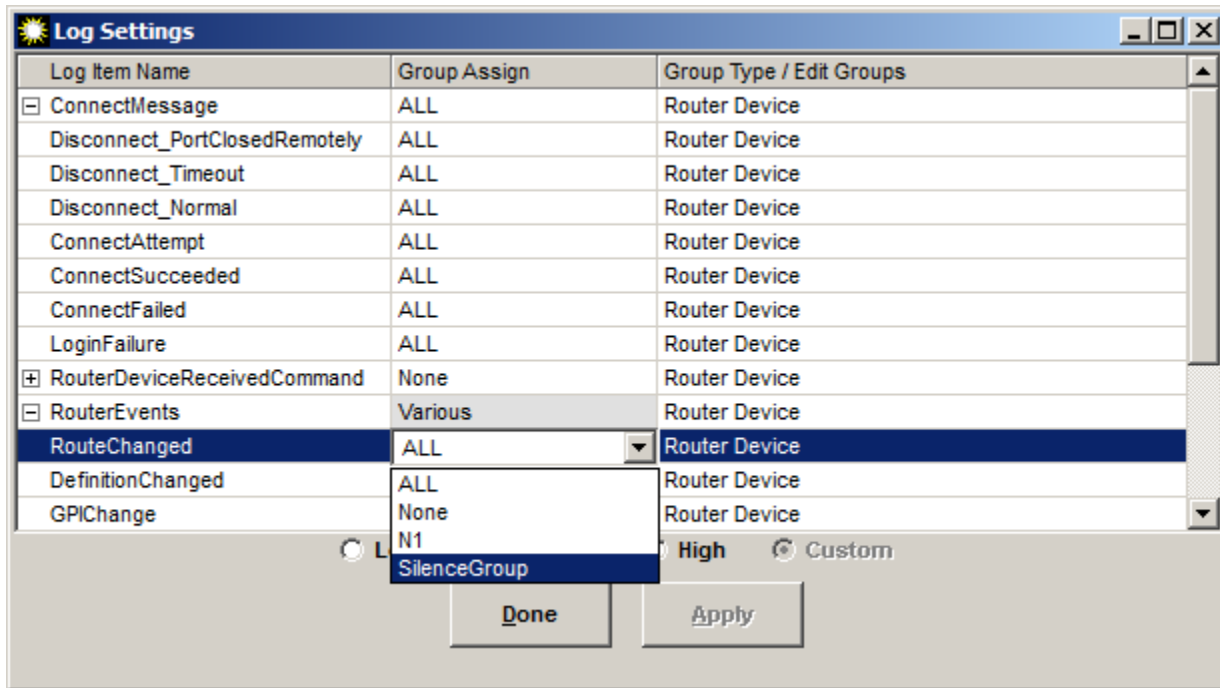 Log Settings
Log Item Name Group Assign Group Type / Edit Groups
ConnectMessage ALL Router Device
Disconnect_PortClosedRemotely ALL Router Device
Disconnect_Timeout ALL Router Device
Disconnect_Normal ALL Router Device
ConnectAttempt ALL Router Device
ConnectSucceeded ALL Router Device
ConnectFailed ALL Router Device
LoginFailure ALL Router Device
RouterDeviceReceivedCommand None Router Device
RouterEvents Various Router Device
RouteChanged ALL Router Device
DefinitionChanged ALL Router Device
GPIChange None Router Device
N1
High Custom
SilenceGroup
Done Apply